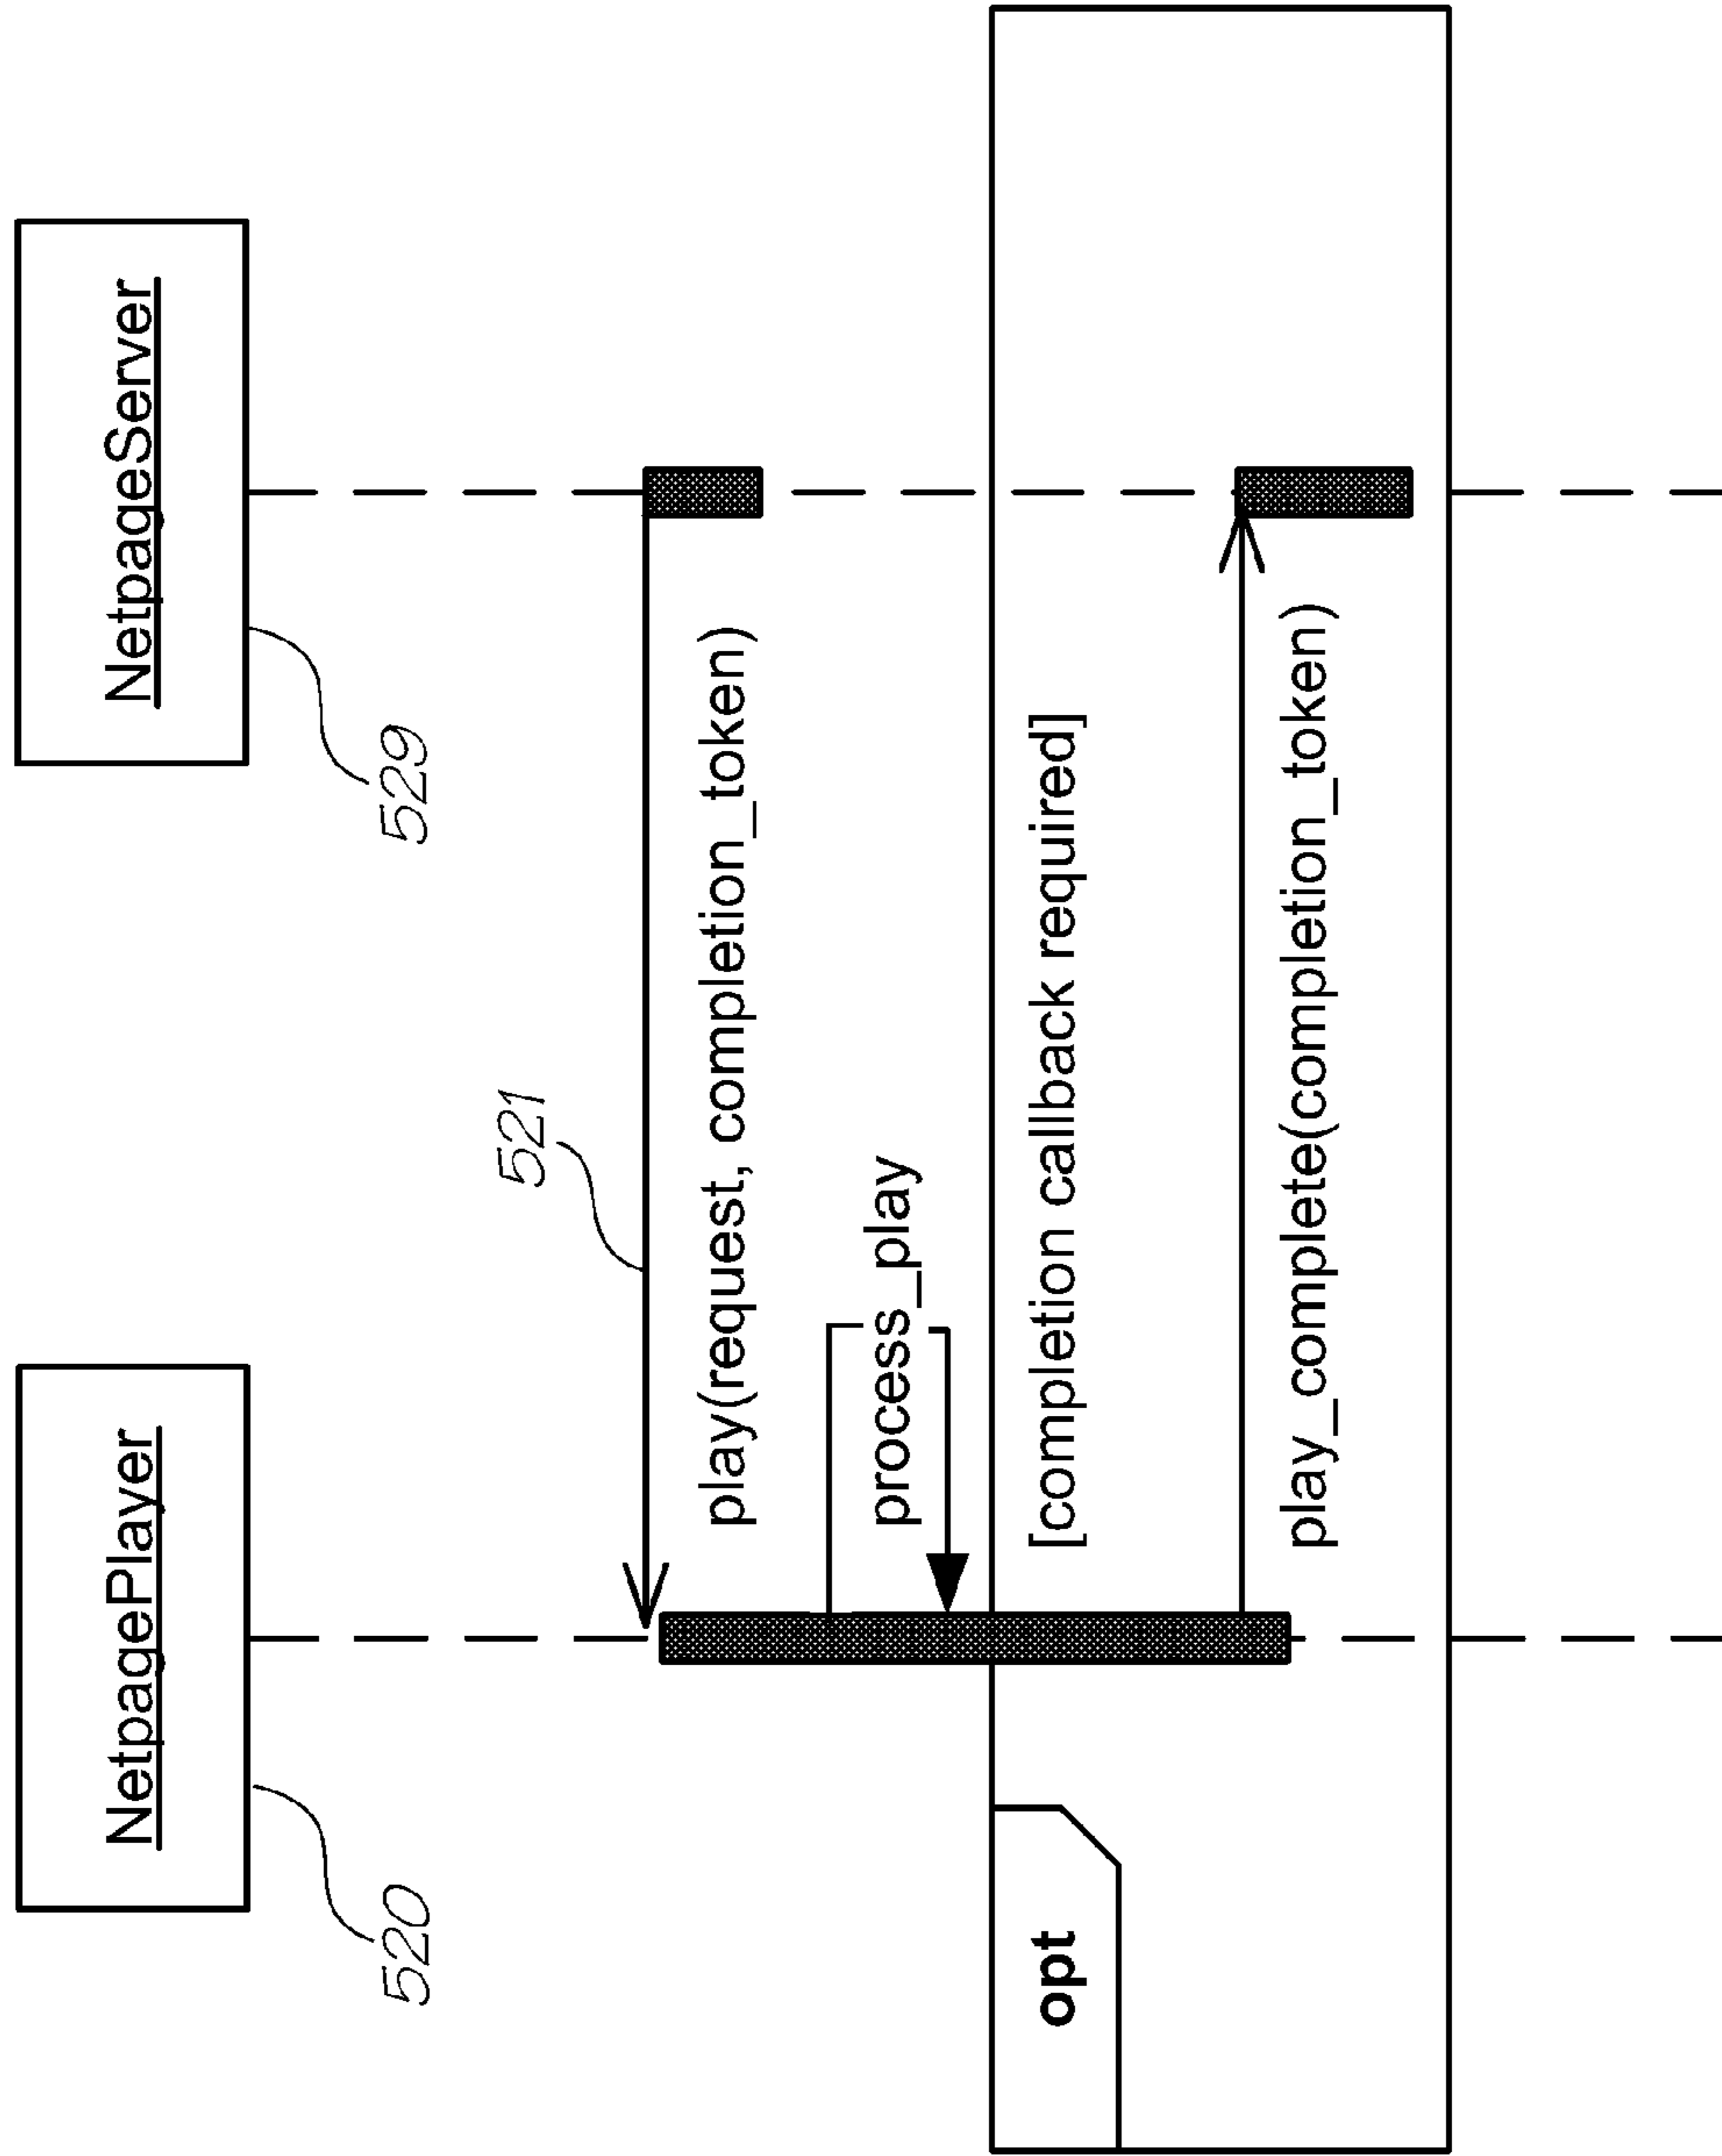 NetpagePlayer
NetpageServer
520
529
521
play(request, completion_token)
process_play
opt
[completion callback required]
play_complete(completion_token)